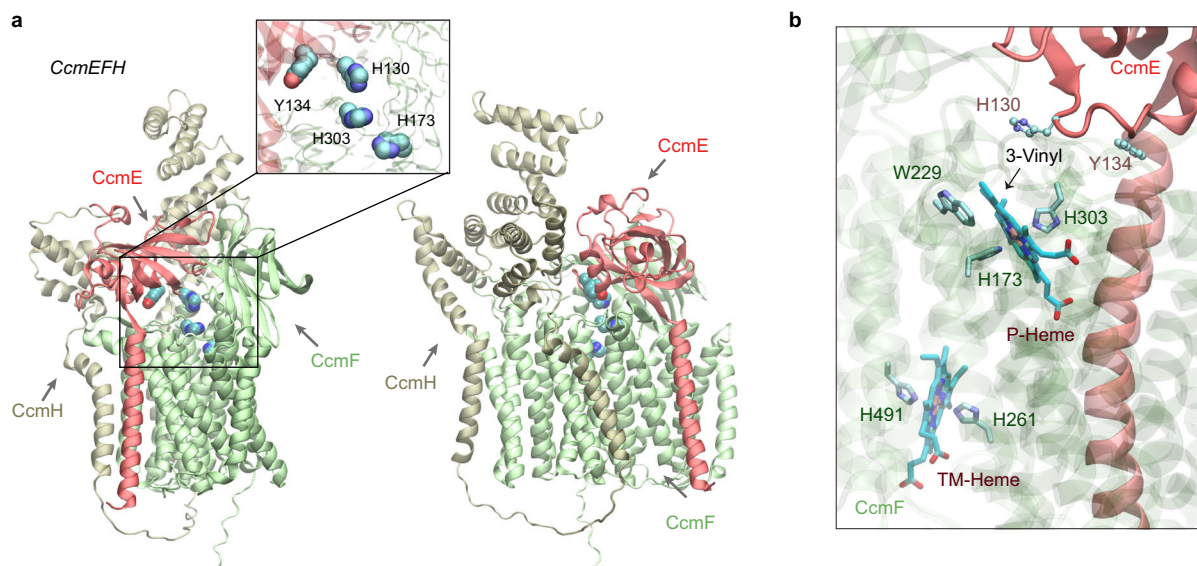 a
CcmEFH
H130
Y134
H303
H173
CcmE
CcmF
CcmH
CcmE
CcmH
CcmF
b
CcmE
H130
3-Vinyl
Y134
W229
H303
H173
P-Heme
H491
H261
TM-Heme
CcmF